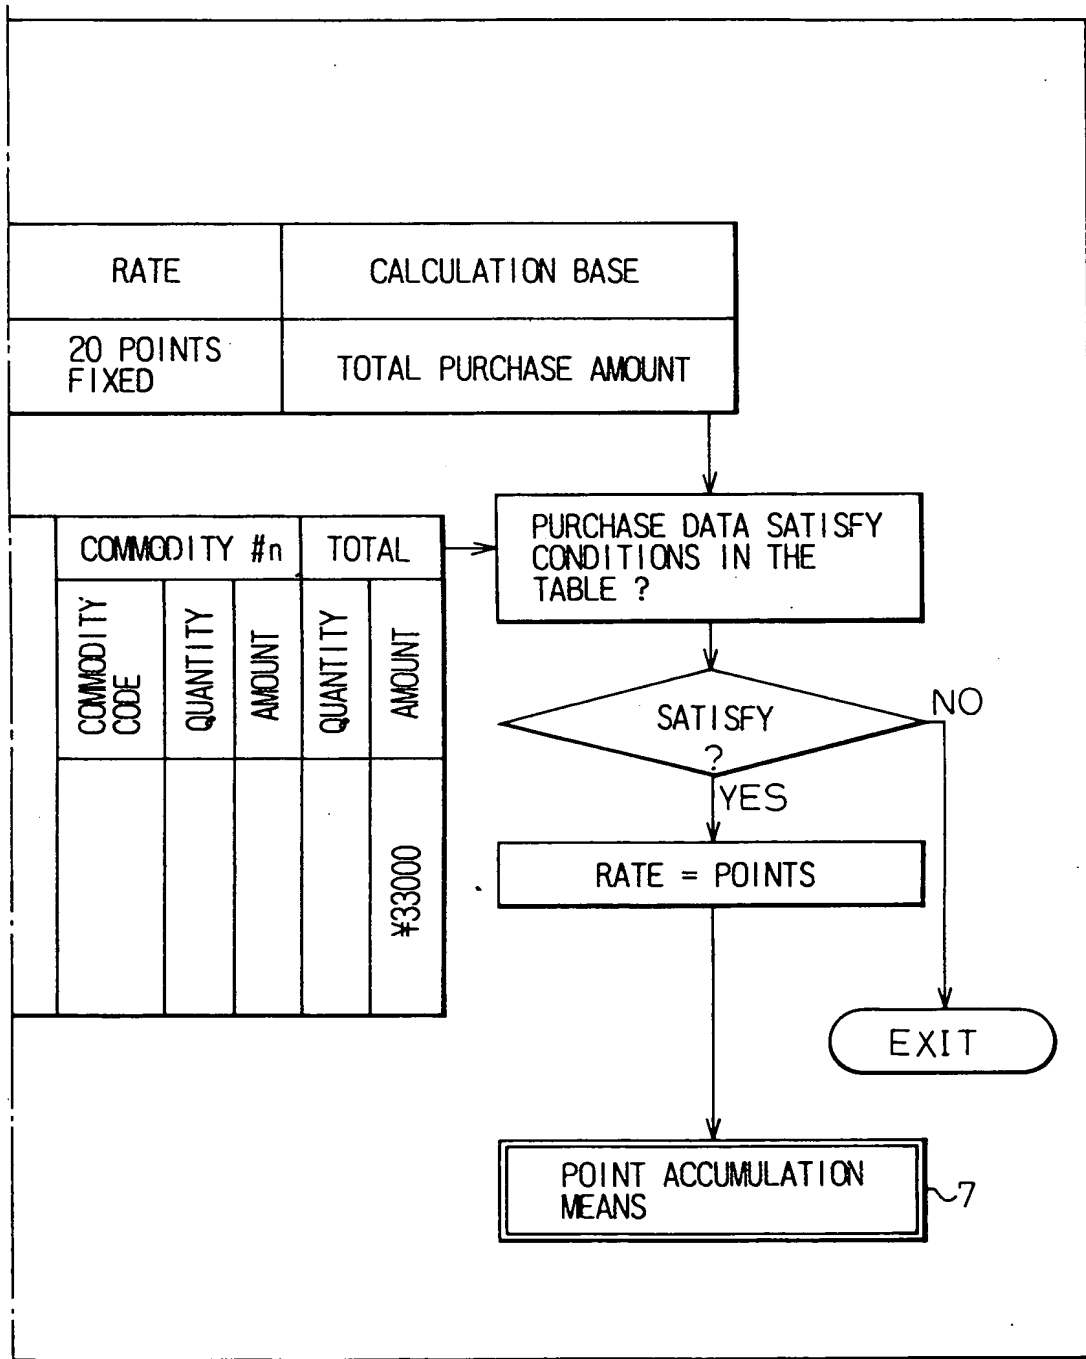 RATE
CALCULATION BASE
20 POINTS
FIXED
TOTAL PURCHASE AMOUNT
COMMODITY #n
TOTAL
COMMODITY
CODE
QUANTITY
AMOUNT
QUANTITY
AMOUNT
¥33000
PURCHASE DATA SATISFY
CONDITIONS IN THE
TABLE ?
SATISFY
?
NO
YES
RATE = POINTS
EXIT
POINT ACCUMULATION
MEANS
7